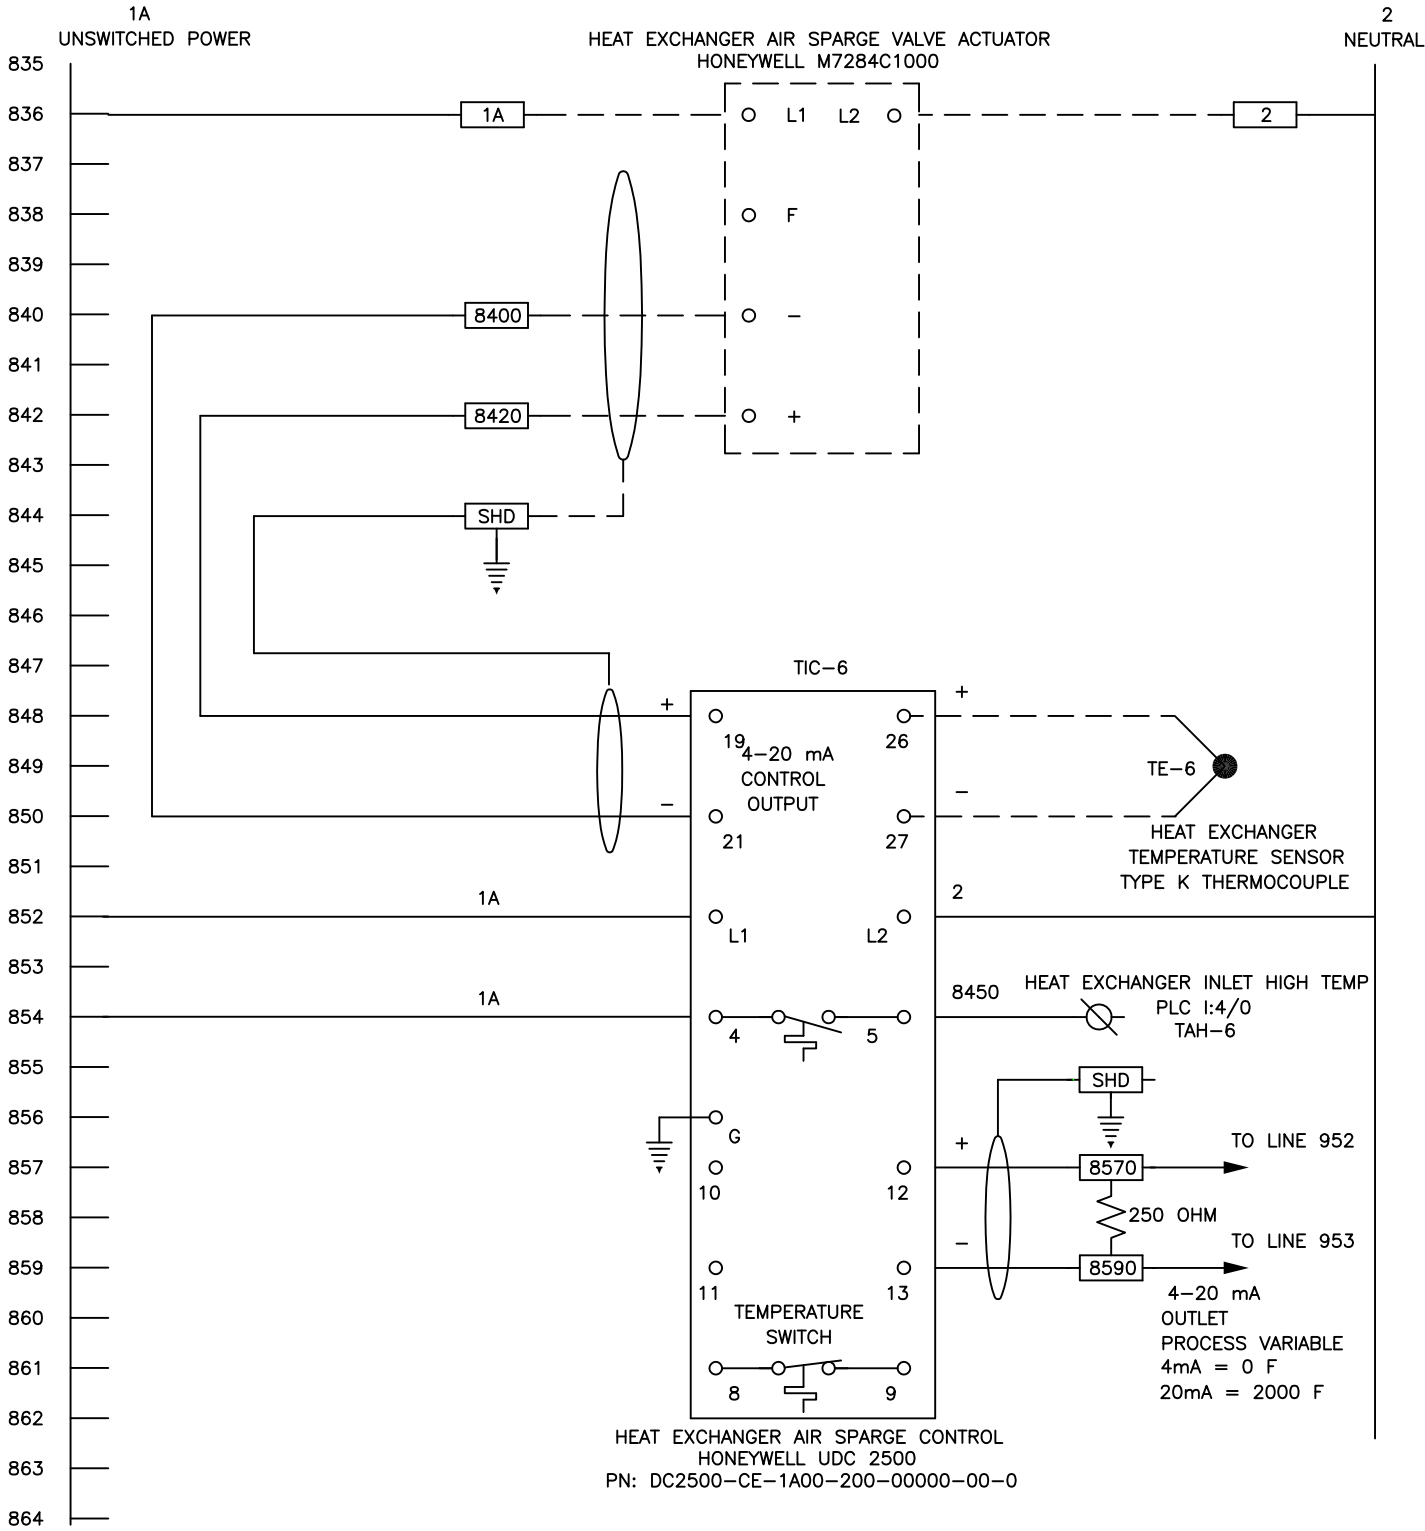 1A
UNSWITCHED POWER
2
NEUTRAL
HEAT EXCHANGER AIR SPARGE VALVE ACTUATOR
HONEYWELL M7284C1000
835
836
1A
L1 L2
2
837
838
F
839
840
8400
−
841
842
8420
+
843
844
SHD
845
846
847
TIC−6
848
+
+
19
26
849
4−20 mA
CONTROL
OUTPUT
TE−6
850
−
−
21
27
HEAT EXCHANGER
TEMPERATURE SENSOR
TYPE K THERMOCOUPLE
851
852
1A
2
L1
L2
853
854
1A
8450
HEAT EXCHANGER INLET HIGH TEMP
PLC I:4/0
TAH−6
4
5
855
SHD
856
G
857
+
TO LINE 952
8570
10
12
858
250 OHM
859
−
TO LINE 953
8590
11
13
4−20 mA
OUTLET
PROCESS VARIABLE
4mA = 0 F
20mA = 2000 F
860
TEMPERATURE
SWITCH
861
8
9
862
HEAT EXCHANGER AIR SPARGE CONTROL
HONEYWELL UDC 2500
PN: DC2500−CE−1A00−200−00000−00−0
863
864